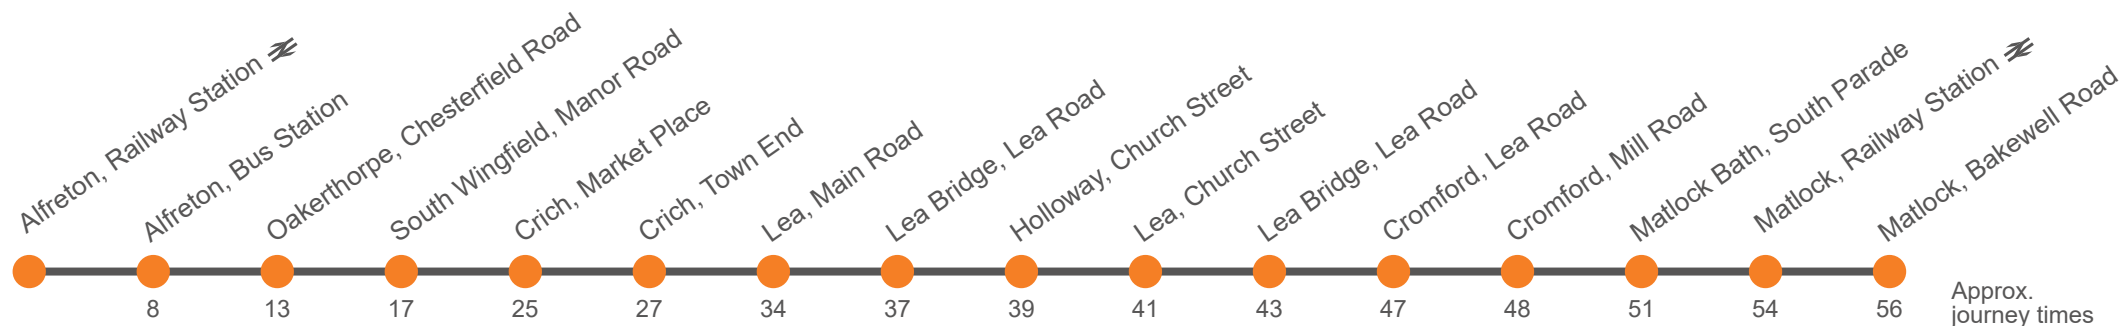 Alfreton, Railway Station
Alfreton, Bus Station
Oakerthorpe, Chesterfield Road
South Wingfield, Manor Road
Crich, Market Place
Crich, Town End
Lea, Main Road
Lea Bridge, Lea Road
Holloway, Church Street
Lea, Church Street
Lea Bridge, Lea Road
Cromford, Lea Road
Cromford, Mill Road
Matlock Bath, South Parade
Matlock, Railway Station
Matlock, Bakewell Road
8 13 17 25 27 34 37 39 41 43 47 48 51 54 56
Approx.
journey times